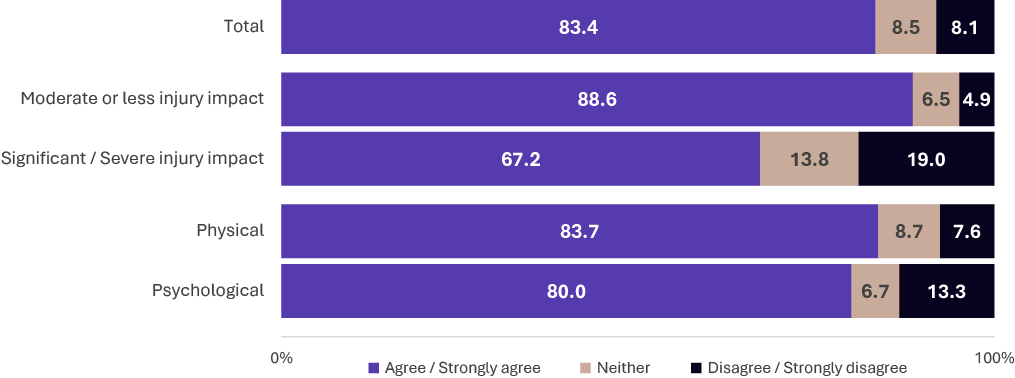 Total 83.4 8.5 8.1
Moderate or less injury impact 88.6 6.5 4.9
Significant / Severe injury impact 67.2 13.8 19.0
Physical 83.7 8.7 7.6
Psychological 80.0 6.7 13.3
0% 100%
Agree / Strongly agree Neither Disagree / Strongly disagree